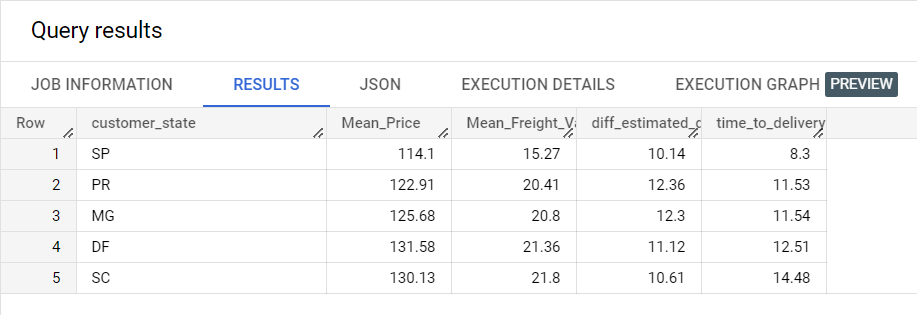 Query results
JOB INFORMATION RESULTS JSON EXECUTION DETAILS EXECUTION GRAPH PREVIEW
Row customer_state Mean_Price Mean_Freight_Va diff_estimated_d time_to_delivery
1 SP 114.1 15.27 10.14 8.3
2 PR 122.91 20.41 12.36 11.53
3 MG 125.68 20.8 12.3 11.54
4 DF 131.58 21.36 11.12 12.51
5 SC 130.13 21.8 10.61 14.48